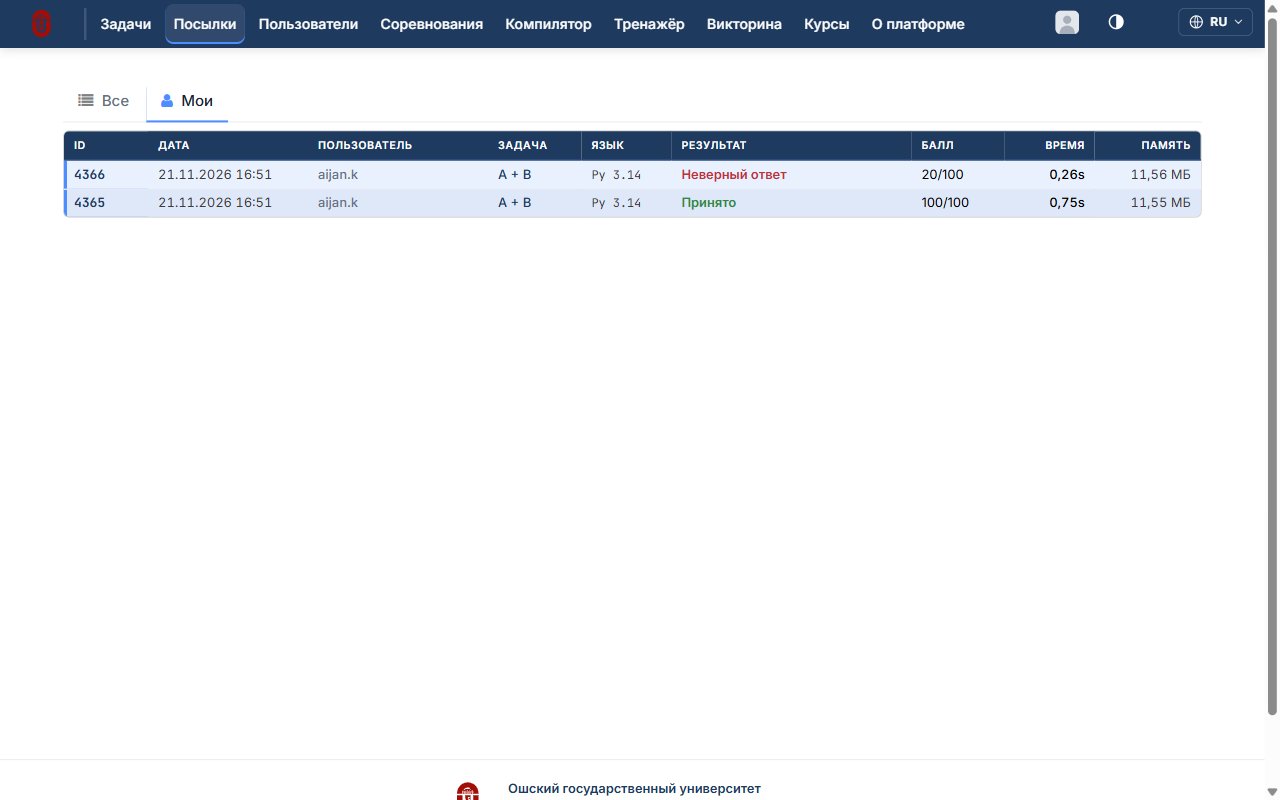 Задачи Посылки Пользователи Соревнования Компилятор Тренажёр Викторина Курсы О платформе RU
Все Мои
ID ДАТА ПОЛЬЗОВАТЕЛЬ ЗАДАЧА ЯЗЫК РЕЗУЛЬТАТ БАЛЛ ВРЕМЯ ПАМЯТЬ
4366 21.11.2026 16:51 aijan.k A + B Py 3.14 Неверный ответ 20/100 0,26s 11,56 МБ
4365 21.11.2026 16:51 aijan.k A + B Py 3.14 Принято 100/100 0,75s 11,55 МБ
Ошский государственный университет